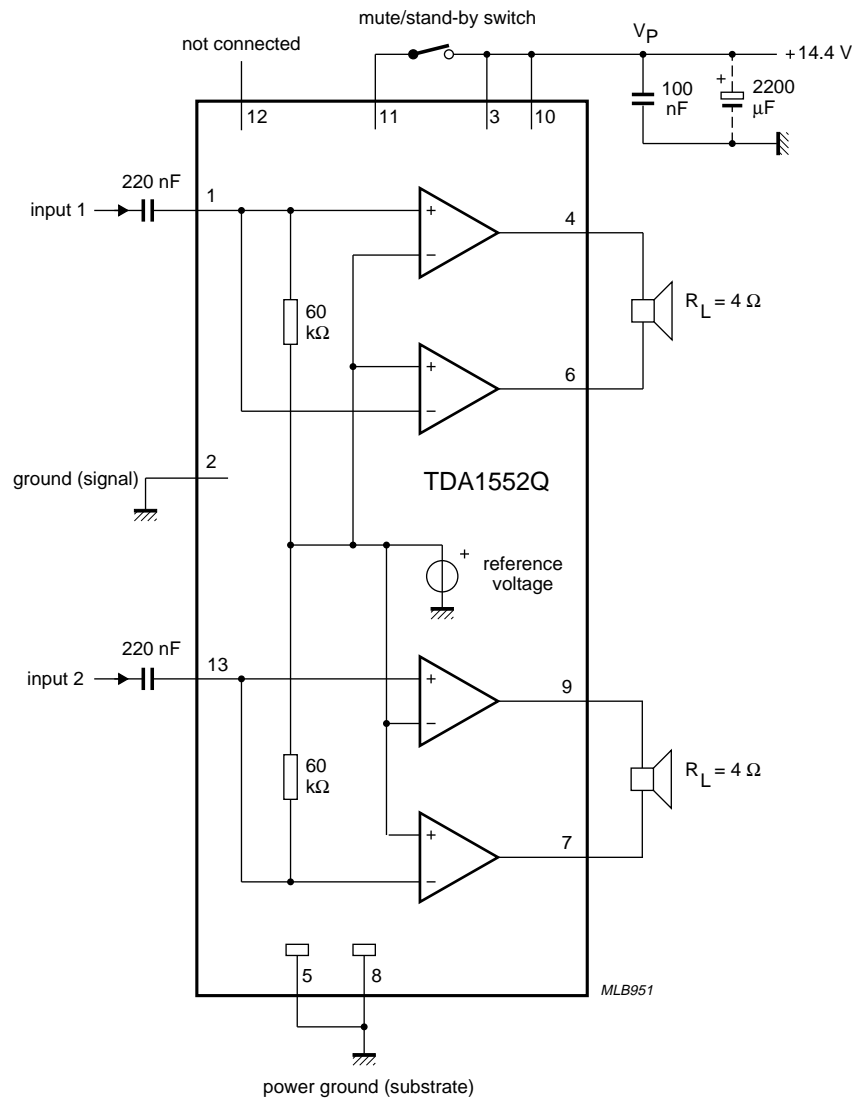 mute/stand-by switch
not connected
VP
+14.4 V
12
11
3
10
100
nF
+
2200
µF
220 nF
input 1
1
+
−
4
60
kΩ
RL = 4 Ω
+
−
6
2
ground (signal)
TDA1552Q
+
reference
voltage
220 nF
input 2
13
+
−
9
60
kΩ
RL = 4 Ω
+
−
7
5
8
MLB951
power ground (substrate)